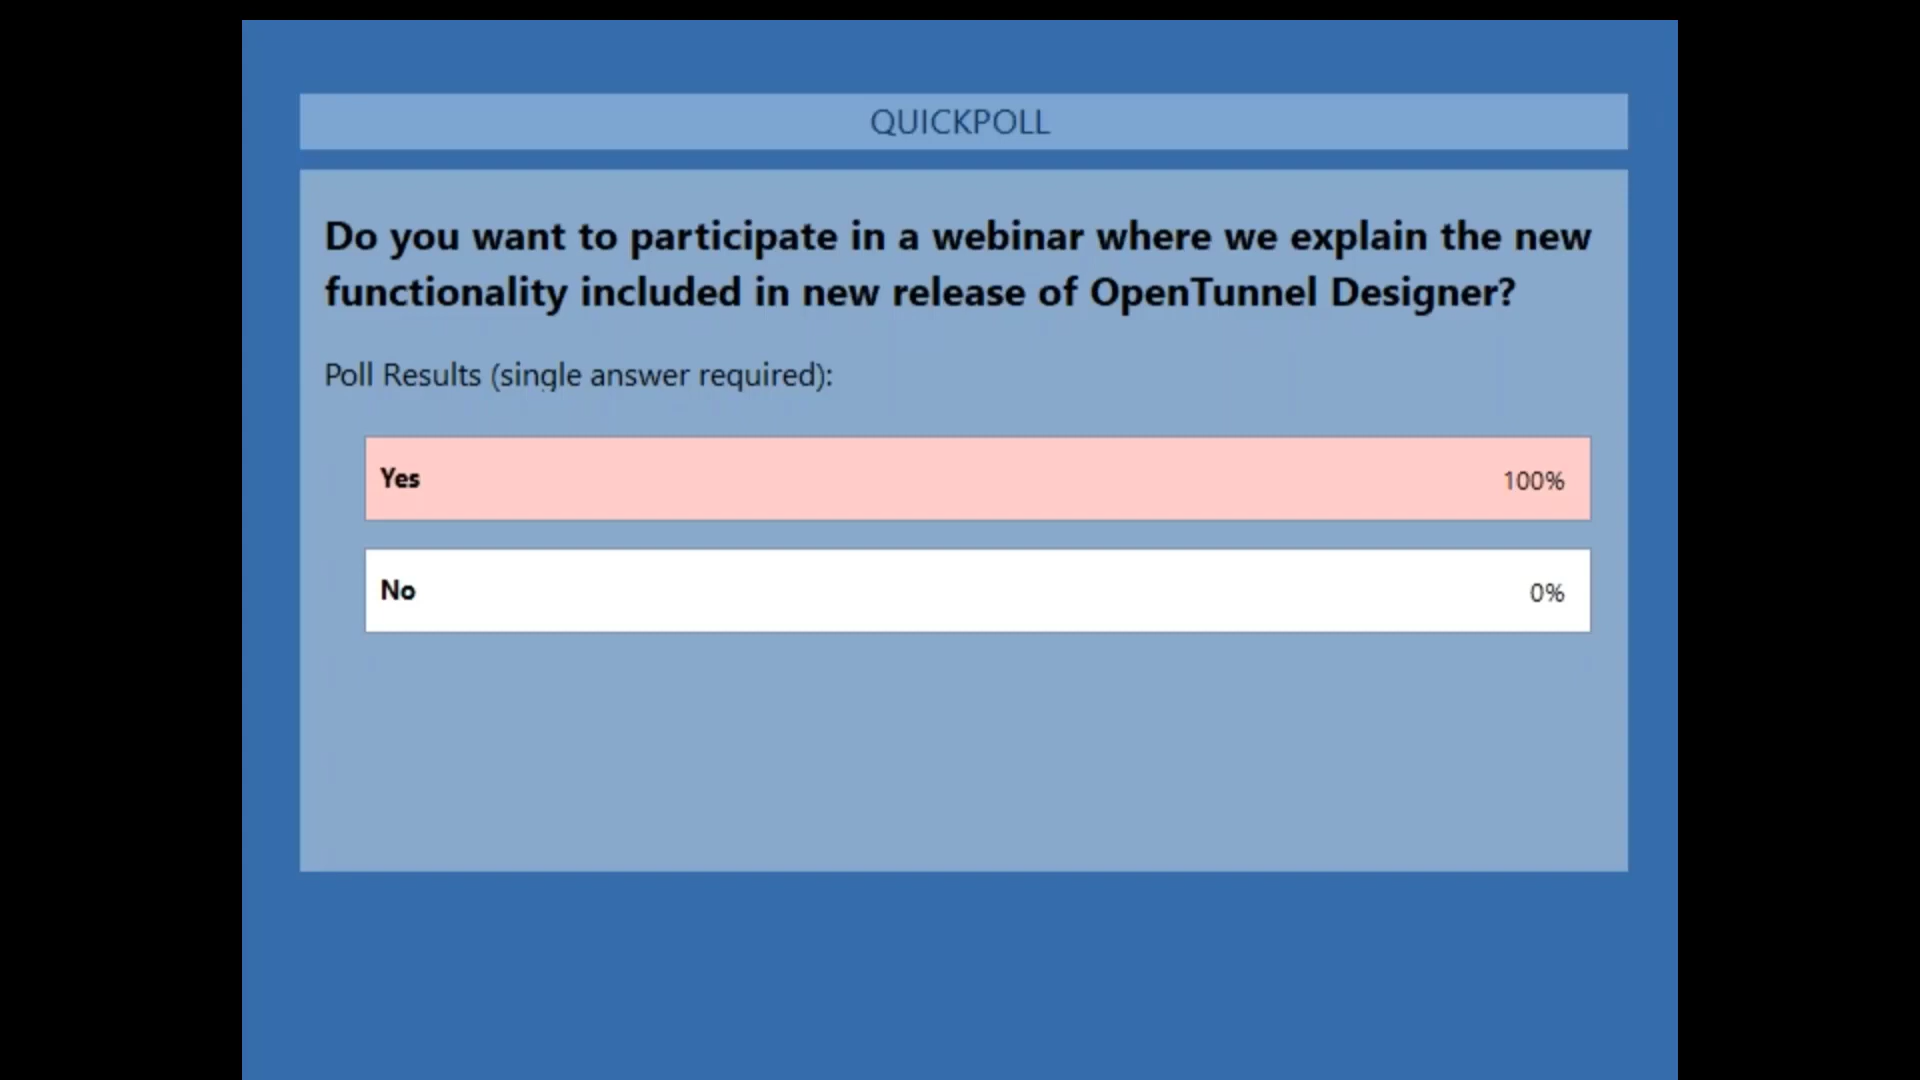 QUICKPOLL
Do you want to participate in a webinar where we explain the new
functionality included in new release of OpenTunnel Designer?
Poll Results (single answer required):
Yes 100%
No 0%